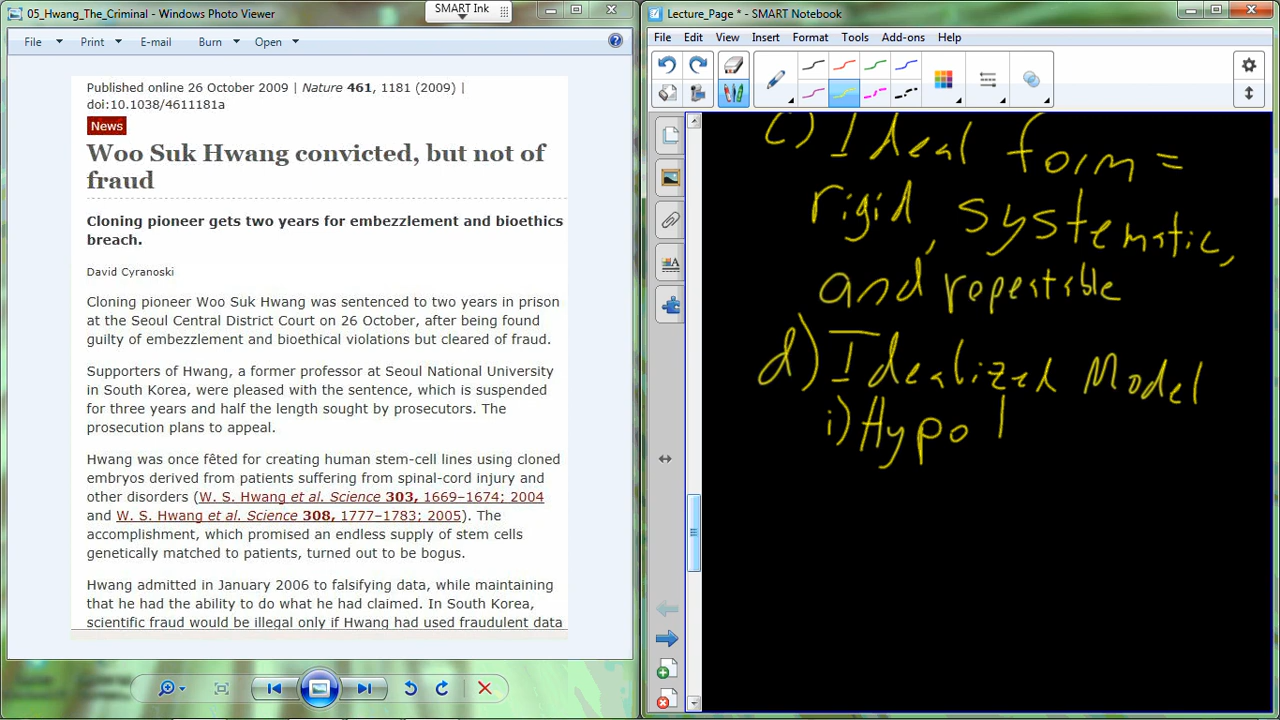 05_Hwang_The_Criminal - Windows Photo Viewer
SMART Ink
File Print E-mail Burn Open
Published online 26 October 2009 | Nature 461, 1181 (2009) |
doi:10.1038/4611181a
News
Woo Suk Hwang convicted, but not of
fraud
Cloning pioneer gets two years for embezzlement and bioethics
breach.
David Cyranoski
Cloning pioneer Woo Suk Hwang was sentenced to two years in prison
at the Seoul Central District Court on 26 October, after being found
guilty of embezzlement and bioethical violations but cleared of fraud.
Supporters of Hwang, a former professor at Seoul National University
in South Korea, were pleased with the sentence, which is suspended
for three years and half the length sought by prosecutors. The
prosecution plans to appeal.
Hwang was once fêted for creating human stem-cell lines using cloned
embryos derived from patients suffering from spinal-cord injury and
other disorders (W. S. Hwang et al. Science 303, 1669–1674; 2004
and W. S. Hwang et al. Science 308, 1777–1783; 2005). The
accomplishment, which promised an endless supply of stem cells
genetically matched to patients, turned out to be bogus.
Hwang admitted in January 2006 to falsifying data, while maintaining
that he had the ability to do what he had claimed. In South Korea,
scientific fraud would be illegal only if Hwang had used fraudulent data
Lecture_Page * - SMART Notebook
File Edit View Insert Format Tools Add-ons Help
c) Ideal form =
rigid, systematic,
and repeatable
d) Idealized Model
i) Hypo l